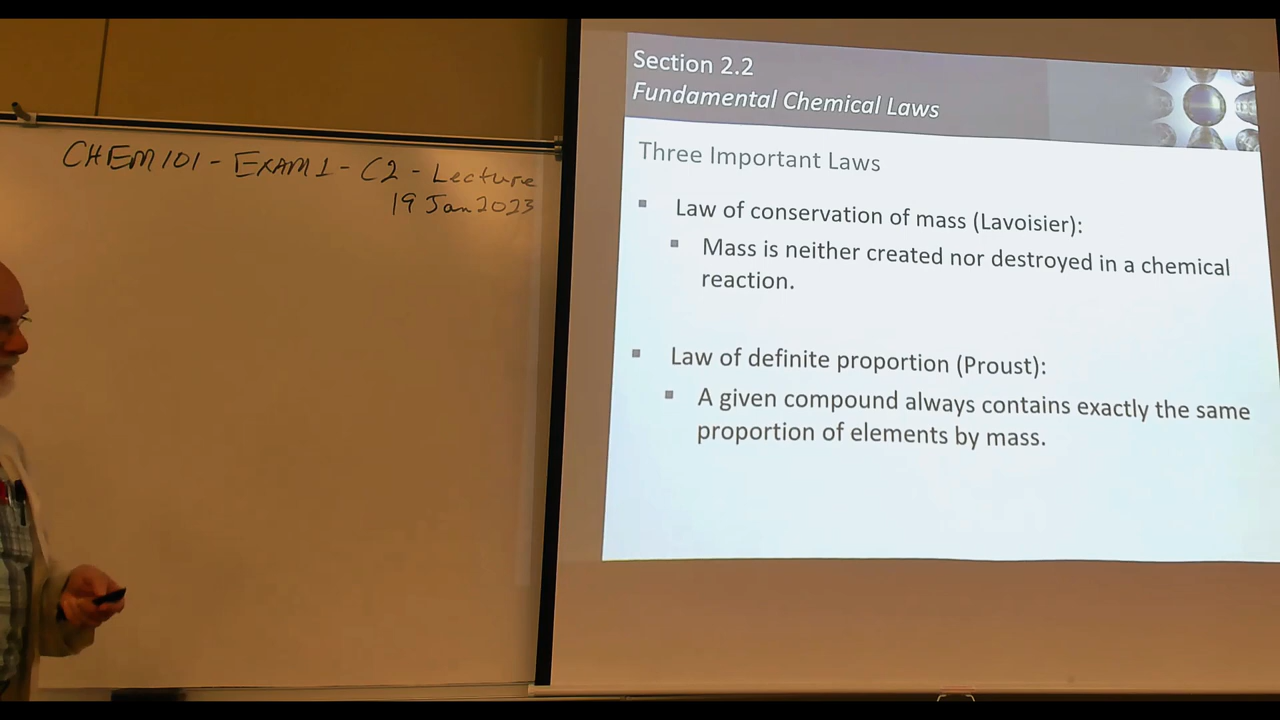 CHEM 101 - EXAM 1 - C2 - Lecture
19 Jan 2023
Section 2.2
Fundamental Chemical Laws
Three Important Laws
▪ Law of conservation of mass (Lavoisier):
▪ Mass is neither created nor destroyed in a chemical
reaction.
▪ Law of definite proportion (Proust):
▪ A given compound always contains exactly the same
proportion of elements by mass.